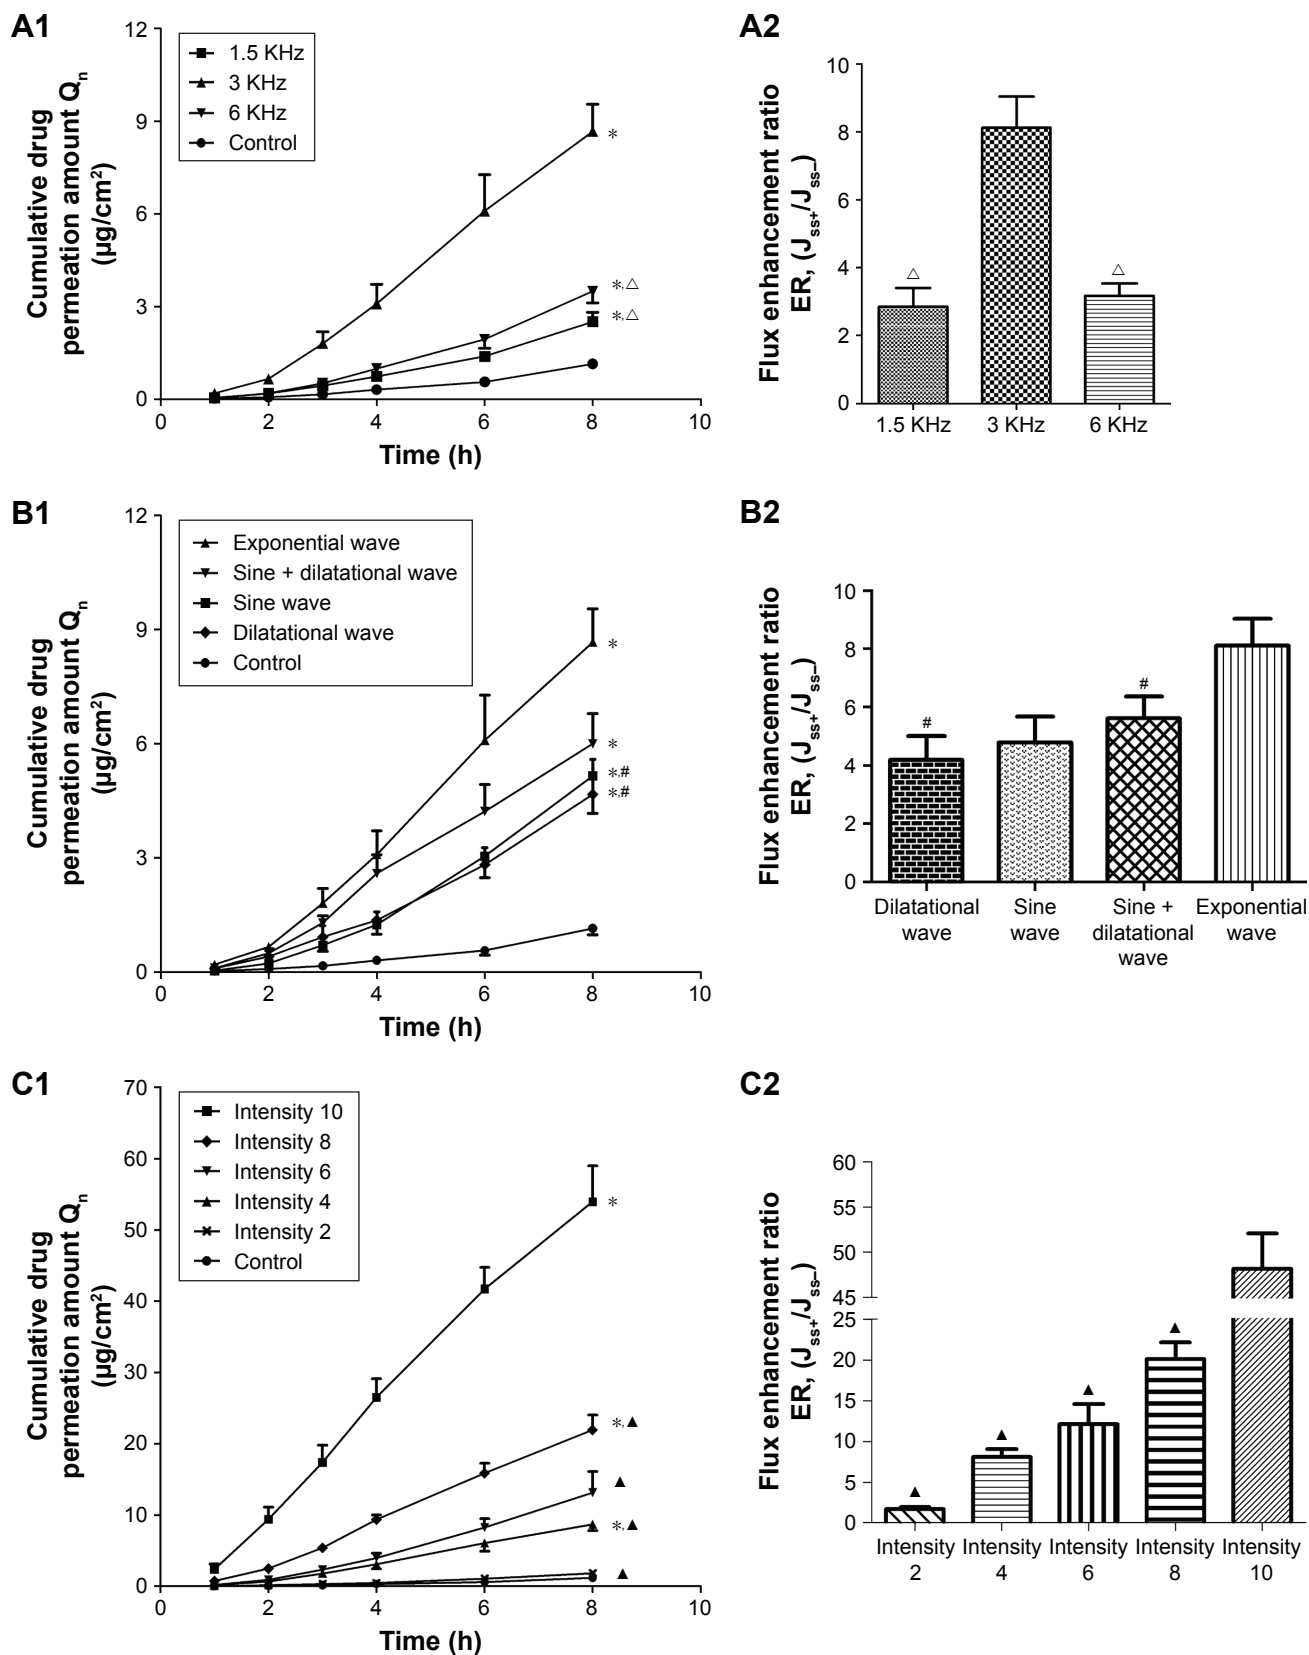 A1
Cumulative drug
permeation amount Qn
(µg/cm2)
12
9
6
3
0
1.5 KHz
3 KHz
6 KHz
Control
*
*,△
*,△
0 2 4 6 8 10
Time (h)
A2
Flux enhancement ratio
ER, (Jss+/Jss–)
10
8
6
4
2
0
△
△
1.5 KHz 3 KHz 6 KHz
B1
Cumulative drug
permeation amount Qn
(µg/cm2)
12
9
6
3
0
Exponential wave
Sine + dilatational wave
Sine wave
Dilatational wave
Control
*
*
*,#
*,#
0 2 4 6 8 10
Time (h)
B2
Flux enhancement ratio
ER, (Jss+/Jss–)
10
8
6
4
2
0
#
#
Dilatational wave
Sine wave
Sine + dilatational wave
Exponential wave
C1
Cumulative drug
permeation amount Qn
(µg/cm2)
70
60
50
40
30
20
10
0
Intensity 10
Intensity 8
Intensity 6
Intensity 4
Intensity 2
Control
*
*,▲
▲
*,▲
▲
0 2 4 6 8 10
Time (h)
C2
Flux enhancement ratio
ER, (Jss+/Jss–)
60
55
50
45
25
20
15
10
5
0
▲
▲
▲
▲
Intensity 2
Intensity 4
Intensity 6
Intensity 8
Intensity 10